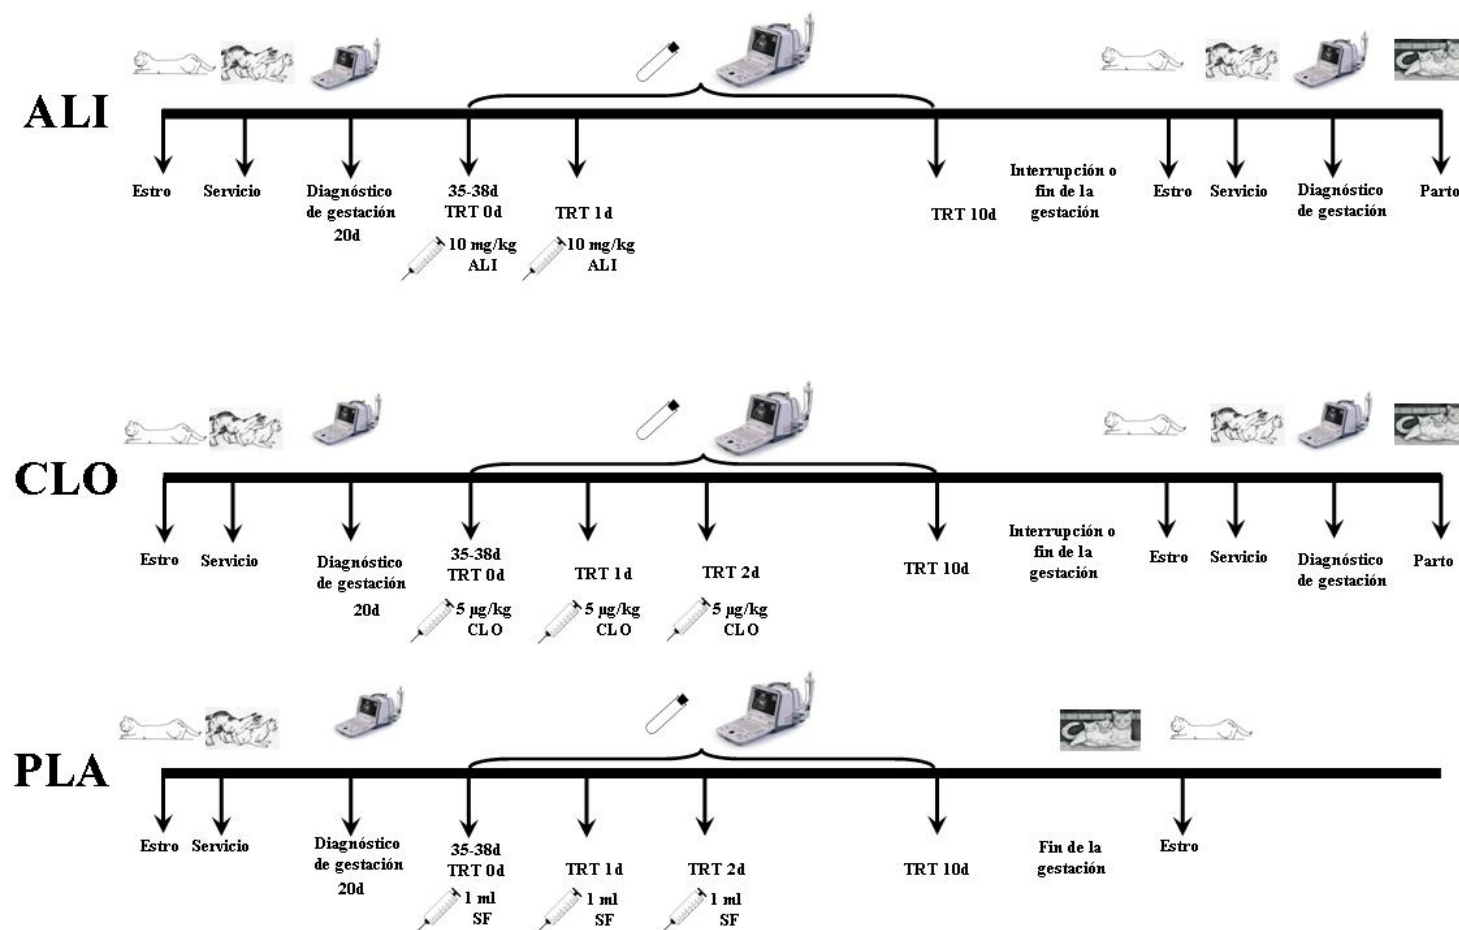 ALI
Estro
Servicio
Diagnóstico
de gestación
20d
35-38d
TRT 0d
10 mg/kg
ALI
TRT 1d
10 mg/kg
ALI
TRT 10d
Interrupción o
fin de la
gestación
Estro
Servicio
Diagnóstico
de gestación
Parto
CLO
Estro
Servicio
Diagnóstico
de gestación
20d
35-38d
TRT 0d
5 µg/kg
CLO
TRT 1d
5 µg/kg
CLO
TRT 2d
5 µg/kg
CLO
TRT 10d
Interrupción o
fin de la
gestación
Estro
Servicio
Diagnóstico
de gestación
Parto
PLA
Estro
Servicio
Diagnóstico
de gestación
20d
35-38d
TRT 0d
1 ml
SF
TRT 1d
1 ml
SF
TRT 2d
1 ml
SF
TRT 10d
Fin de la
gestación
Estro